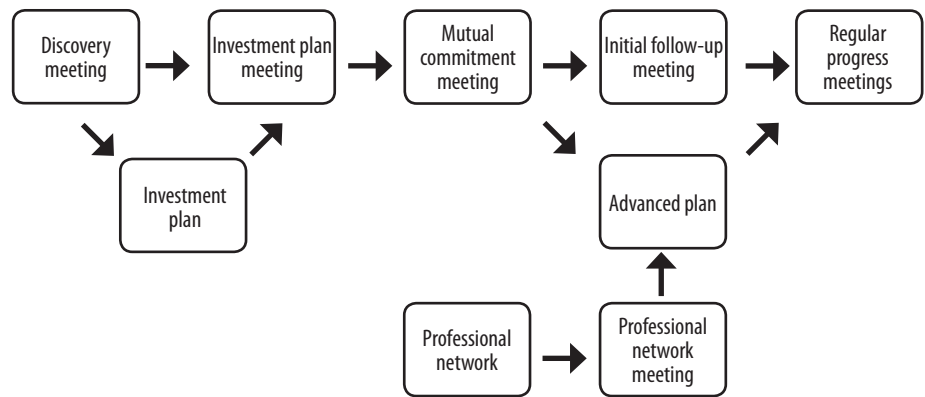 Discovery
meeting
Investment plan
meeting
Mutual
commitment
meeting
Initial follow-up
meeting
Regular
progress
meetings
Investment
plan
Advanced plan
Professional
network
Professional
network
meeting